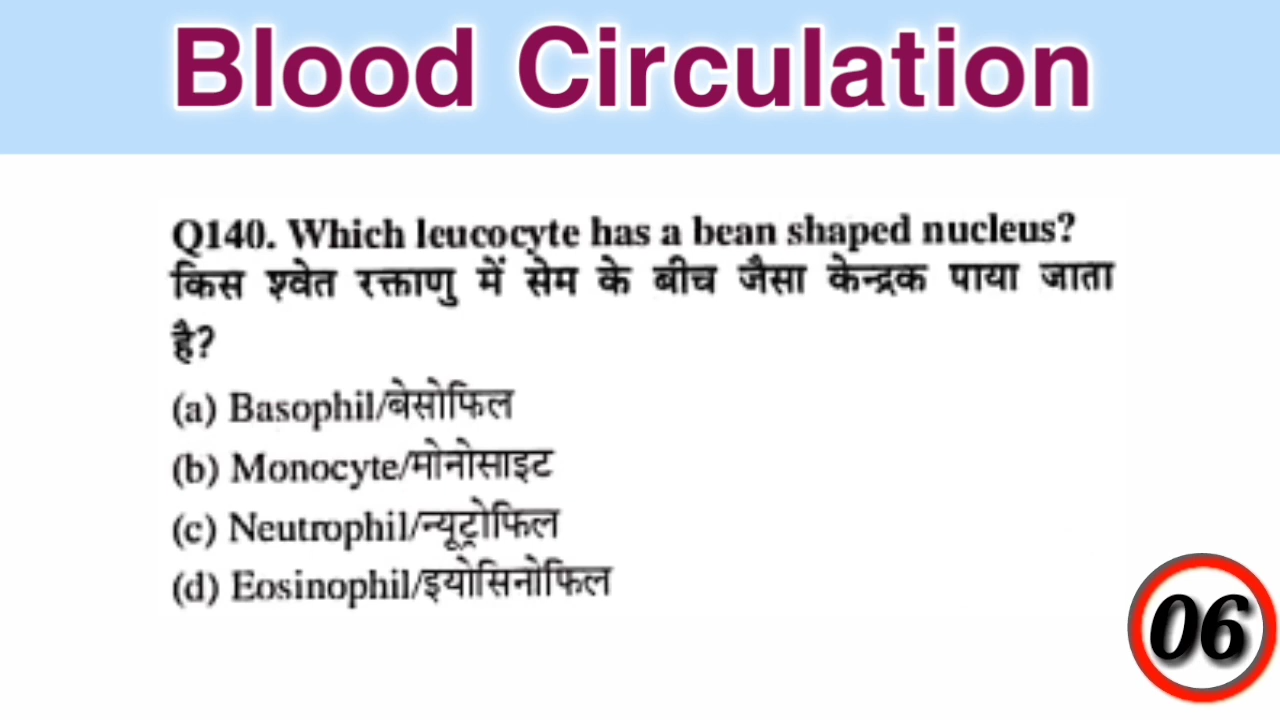 Blood Circulation
Q140. Which leucocyte has a bean shaped nucleus?
किस श्वेत रक्ताणु में सेम के बीच जैसा केन्द्रक पाया जाता
है?
(a) Basophil/बेसोफिल
(b) Monocyte/मोनोसाइट
(c) Neutrophil/न्यूट्रोफिल
(d) Eosinophil/इयोसिनोफिल
06